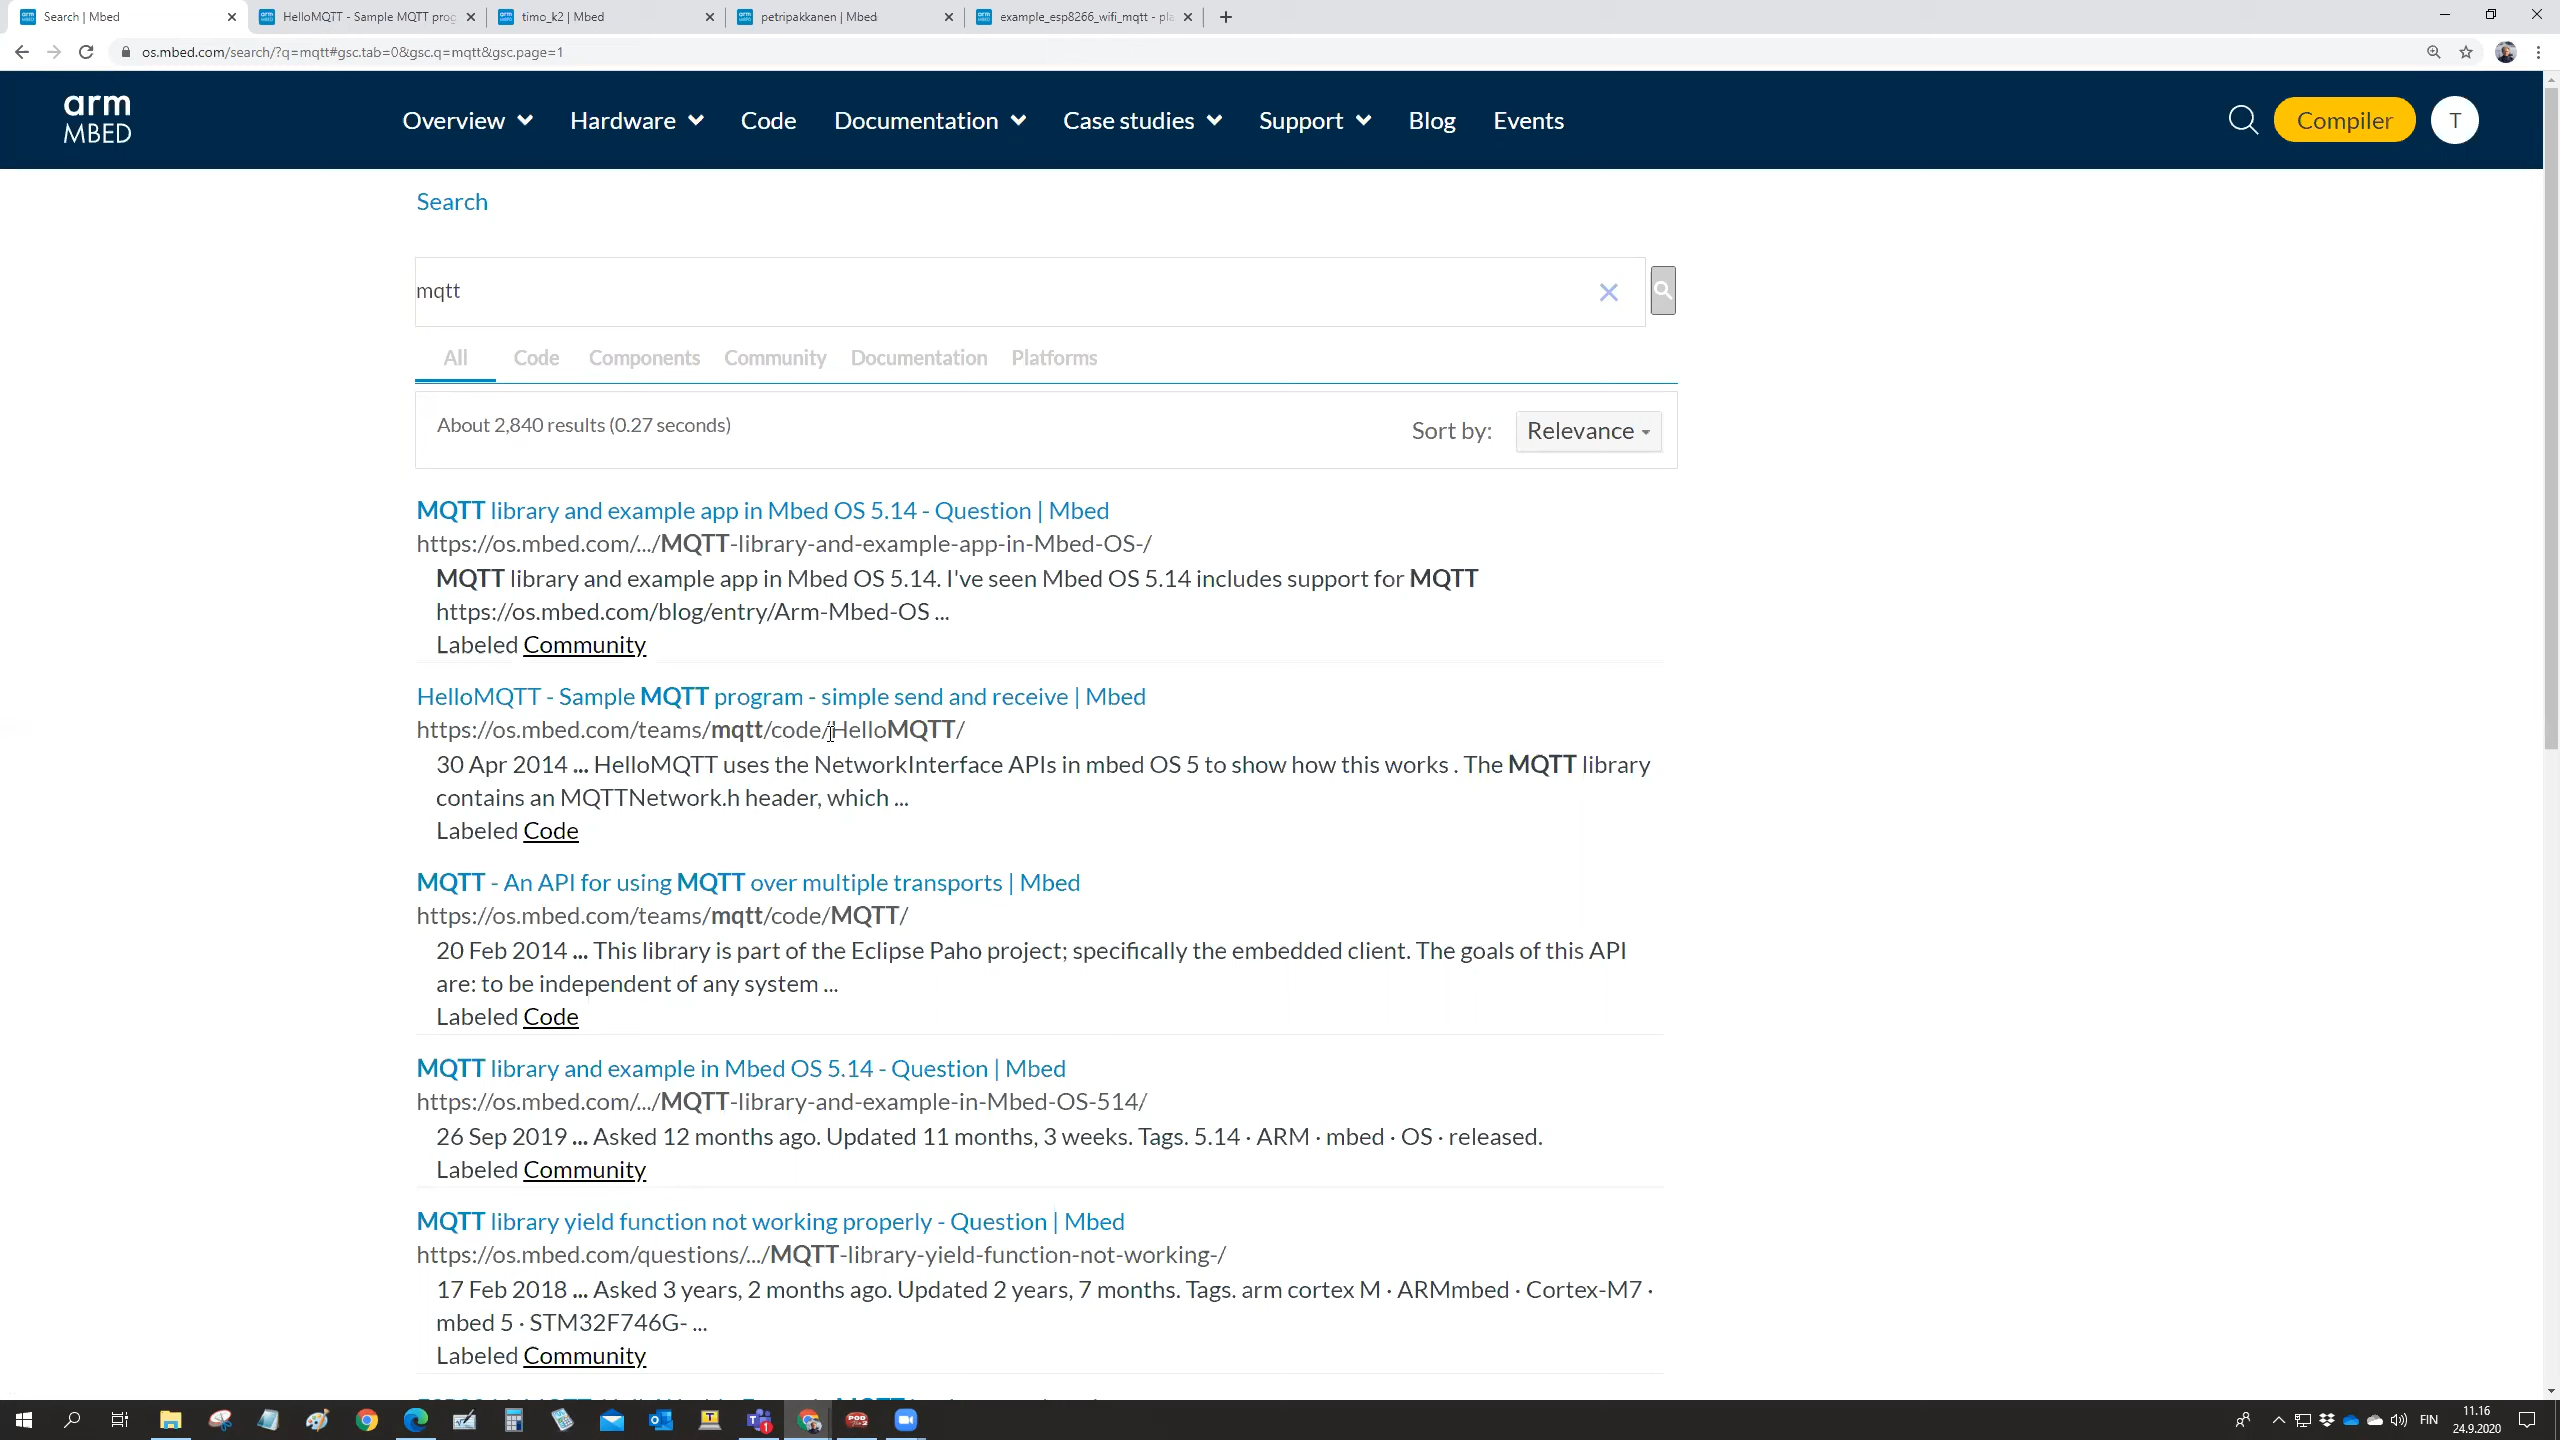 Search | Mbed
HelloMQTT - Sample MQTT prog
timo_k2 | Mbed
petripakkanen | Mbed
example_esp8266_wifi_mqtt - pla
os.mbed.com/search/?q=mqtt#gsc.tab=0&gsc.q=mqtt&gsc.page=1
arm
MBED
Overview
Hardware
Code
Documentation
Case studies
Support
Blog
Events
Compiler
T
Search
mqtt
All
Code
Components
Community
Documentation
Platforms
About 2,840 results (0.27 seconds)
Sort by:
Relevance
MQTT library and example app in Mbed OS 5.14 - Question | Mbed
https://os.mbed.com/.../MQTT-library-and-example-app-in-Mbed-OS-/
MQTT library and example app in Mbed OS 5.14. I've seen Mbed OS 5.14 includes support for MQTT
https://os.mbed.com/blog/entry/Arm-Mbed-OS ...
Labeled Community
HelloMQTT - Sample MQTT program - simple send and receive | Mbed
https://os.mbed.com/teams/mqtt/code/HelloMQTT/
30 Apr 2014 ... HelloMQTT uses the NetworkInterface APIs in mbed OS 5 to show how this works . The MQTT library
contains an MQTTNetwork.h header, which ...
Labeled Code
MQTT - An API for using MQTT over multiple transports | Mbed
https://os.mbed.com/teams/mqtt/code/MQTT/
20 Feb 2014 ... This library is part of the Eclipse Paho project; specifically the embedded client. The goals of this API
are: to be independent of any system ...
Labeled Code
MQTT library and example in Mbed OS 5.14 - Question | Mbed
https://os.mbed.com/.../MQTT-library-and-example-in-Mbed-OS-514/
26 Sep 2019 ... Asked 12 months ago. Updated 11 months, 3 weeks. Tags. 5.14 · ARM · mbed · OS · released.
Labeled Community
MQTT library yield function not working properly - Question | Mbed
https://os.mbed.com/questions/.../MQTT-library-yield-function-not-working-/
17 Feb 2018 ... Asked 3 years, 2 months ago. Updated 2 years, 7 months. Tags. arm cortex M · ARMmbed · Cortex-M7 ·
mbed 5 · STM32F746G- ...
Labeled Community
FIN
11.16
24.9.2020